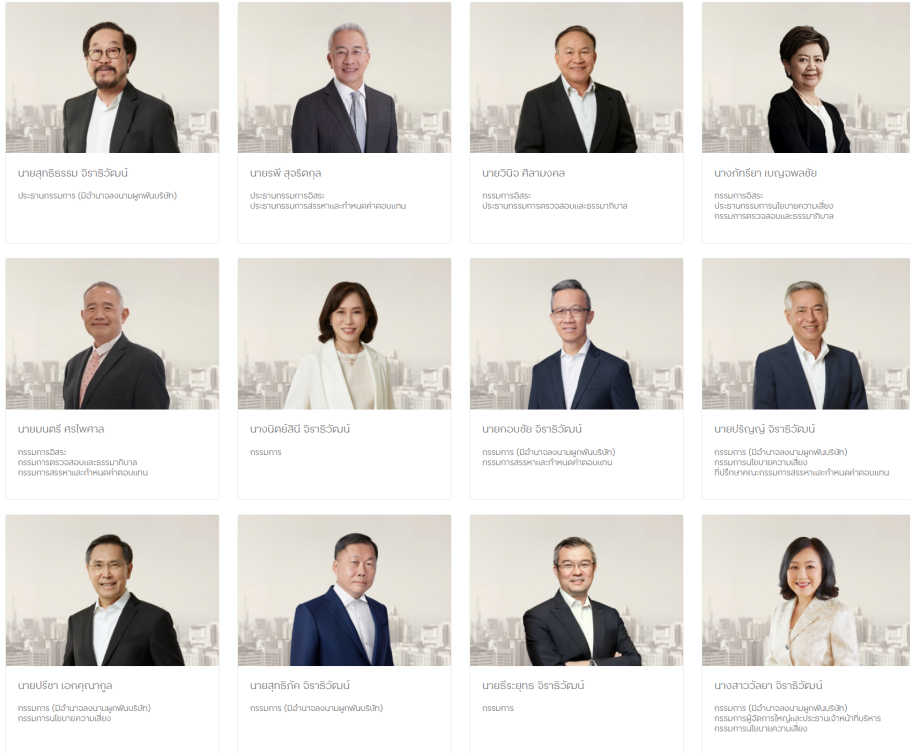 นายสุทธิธรรม จิราธิวัฒน์
ประธานกรรมการ (มีอำนาจลงนามผูกพันบริษัท)
นายรพี สุจริตกุล
ประธานกรรมการอิสระ
ประธานกรรมการสรรหาและกำหนดค่าตอบแทน
นายวินิจ ศิลามงคล
กรรมการอิสระ
ประธานกรรมการตรวจสอบและธรรมาภิบาล
นางภัทรียา เบญจพลชัย
กรรมการอิสระ
ประธานกรรมการนโยบายความเสี่ยง
กรรมการตรวจสอบและธรรมาภิบาล
นายมนตรี ศรไพศาล
กรรมการอิสระ
กรรมการตรวจสอบและธรรมาภิบาล
กรรมการสรรหาและกำหนดค่าตอบแทน
นางนิตย์สินี จิราธิวัฒน์
กรรมการ
นายกอบชัย จิราธิวัฒน์
กรรมการ (มีอำนาจลงนามผูกพันบริษัท)
กรรมการสรรหาและกำหนดค่าตอบแทน
นายปริญญ์ จิราธิวัฒน์
กรรมการ (มีอำนาจลงนามผูกพันบริษัท)
กรรมการนโยบายความเสี่ยง
ที่ปรึกษาคณะกรรมการสรรหาและกำหนดค่าตอบแทน
นายปรีชา เอกคุณากูล
กรรมการ (มีอำนาจลงนามผูกพันบริษัท)
กรรมการนโยบายความเสี่ยง
นายสุทธิภัค จิราธิวัฒน์
กรรมการ (มีอำนาจลงนามผูกพันบริษัท)
นายธีระยุทธ จิราธิวัฒน์
กรรมการ
นางสาววัลยา จิราธิวัฒน์
กรรมการ (มีอำนาจลงนามผูกพันบริษัท)
กรรมการผู้จัดการใหญ่และประธานเจ้าหน้าที่บริหาร
กรรมการนโยบายความเสี่ยง